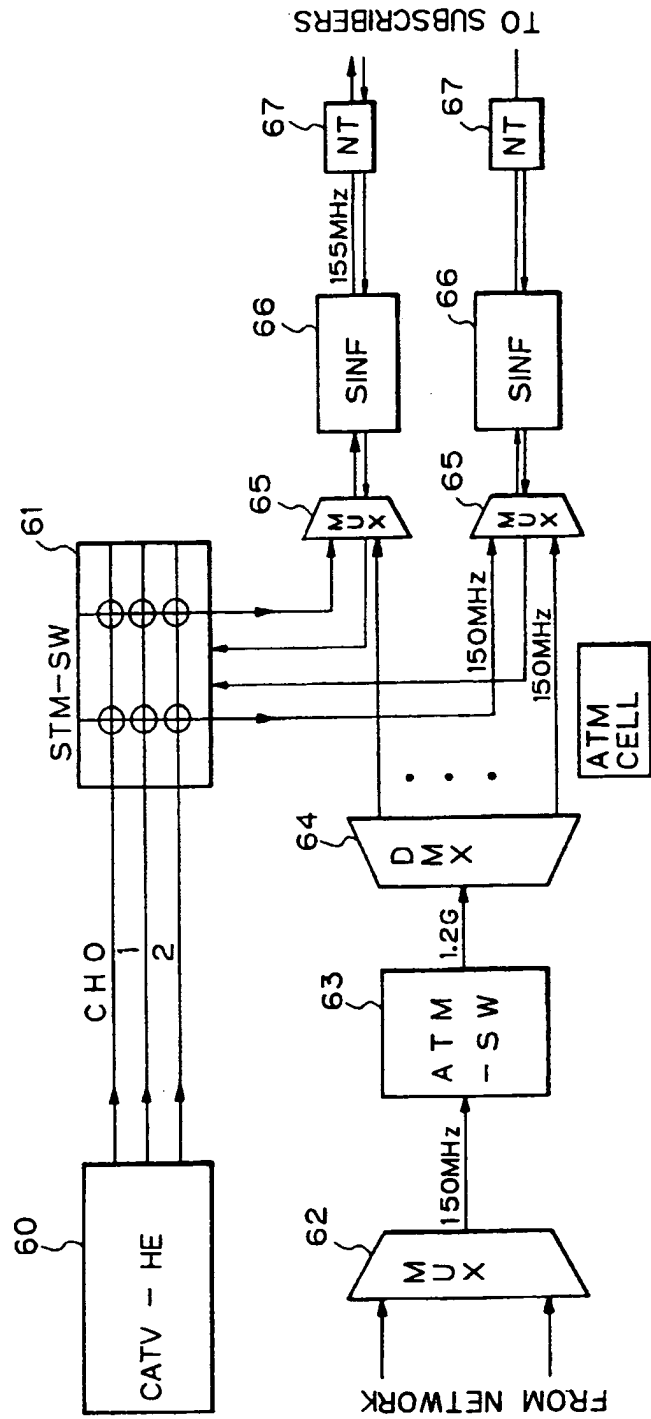 60
CATV - HE
CH0
1
2
61
STM-SW
FROM NETWORK
62
MUX
150MHz
63
ATM
-SW
1.2G
64
DMX
150MHz
150MHz
ATM
CELL
65
MUX
65
MUX
66
SINF
66
SINF
155MHz
67
NT
67
NT
TO SUBSCRIBERS